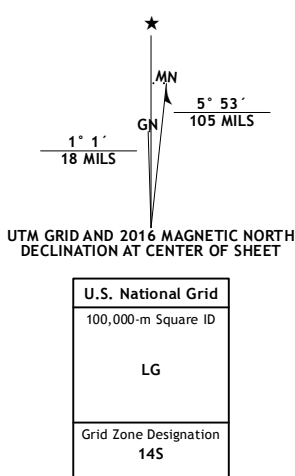 ★
MN
GN
5° 53´
105 MILS
1° 1´
18 MILS
UTM GRID AND 2016 MAGNETIC NORTH
DECLINATION AT CENTER OF SHEET
U.S. National Grid
100,000-m Square ID
LG
Grid Zone Designation
14S